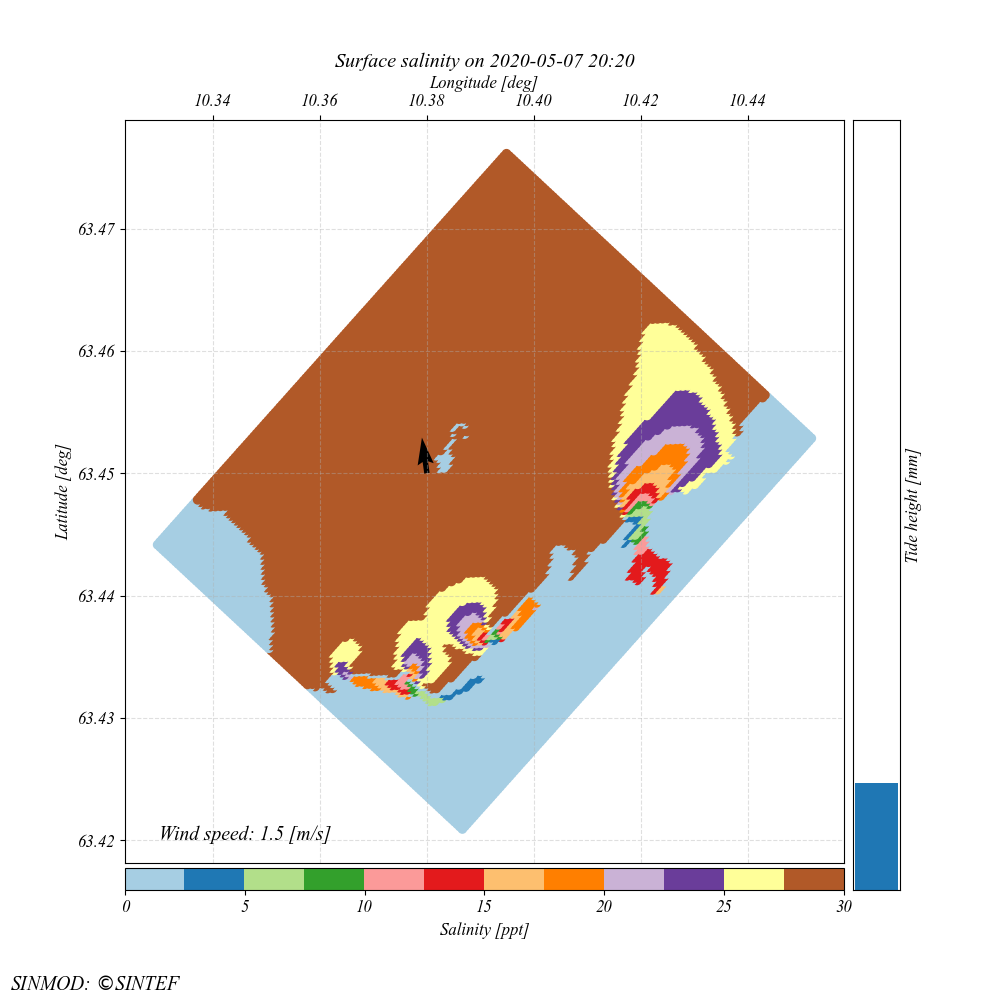 Surface salinity on 2020-05-07 20:20
Longitude [deg]
10.34 10.36 10.38 10.40 10.42 10.44
63.47
63.46
63.45
63.44
63.43
63.42
Latitude [deg]
Tide height [mm]
Wind speed: 1.5 [m/s]
0 5 10 15 20 25 30
Salinity [ppt]
SINMOD: ©SINTEF